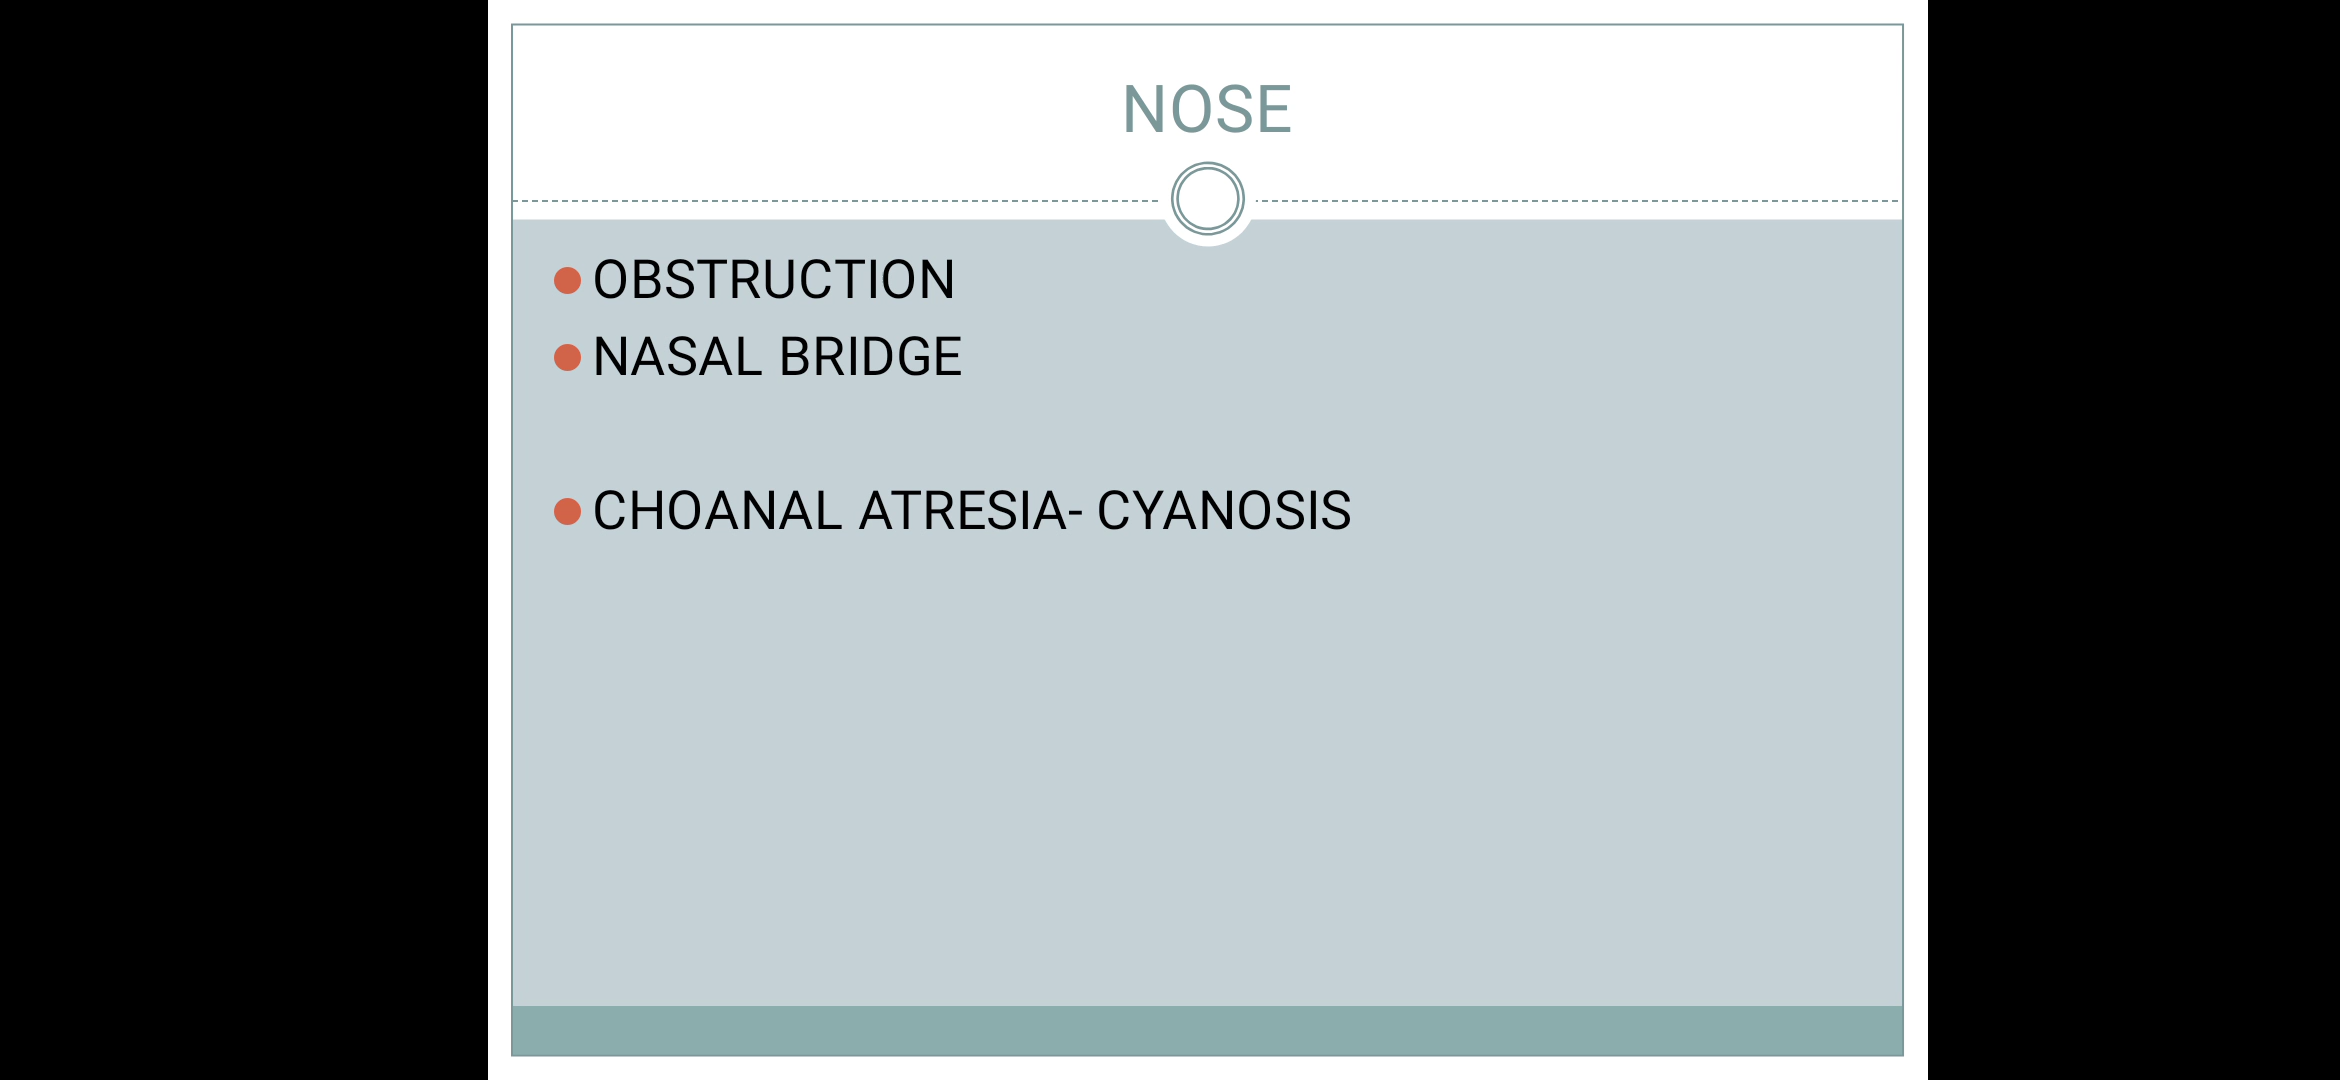 NOSE
OBSTRUCTION
NASAL BRIDGE
CHOANAL ATRESIA- CYANOSIS